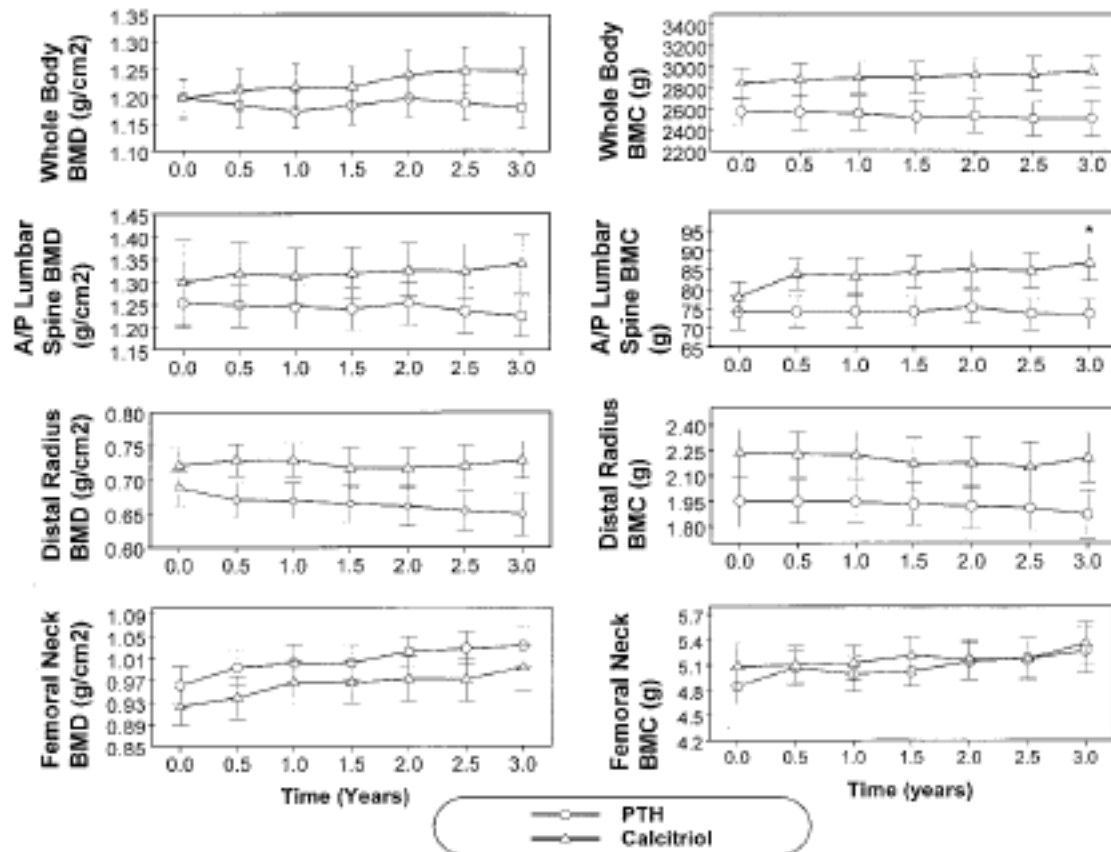 Whole Body
BMD (g/cm2)
1.35
1.30
1.25
1.20
1.15
1.10
0.0 0.5 1.0 1.5 2.0 2.5 3.0
Whole Body
BMC (g)
3400
3200
3000
2800
2600
2400
2200
0.0 0.5 1.0 1.5 2.0 2.5 3.0
A/P Lumbar
Spine BMD
(g/cm2)
1.45
1.40
1.35
1.30
1.25
1.20
1.15
0.0 0.5 1.0 1.5 2.0 2.5 3.0
A/P Lumbar
Spine BMC
(g)
95
90
85
80
75
70
65
*
0.0 0.5 1.0 1.5 2.0 2.5 3.0
Distal Radius
BMD (g/cm2)
0.80
0.75
0.70
0.65
0.60
0.0 0.5 1.0 1.5 2.0 2.5 3.0
Distal Radius
BMC (g)
2.40
2.25
2.10
1.95
1.80
0.0 0.5 1.0 1.5 2.0 2.5 3.0
Femoral Neck
BMD (g/cm2)
1.09
1.05
1.01
0.97
0.93
0.89
0.85
0.0 0.5 1.0 1.5 2.0 2.5 3.0
Time (Years)
Femoral Neck
BMC (g)
5.7
5.4
5.1
4.8
4.5
4.2
0.0 0.5 1.0 1.5 2.0 2.5 3.0
Time (years)
PTH
Calcitriol